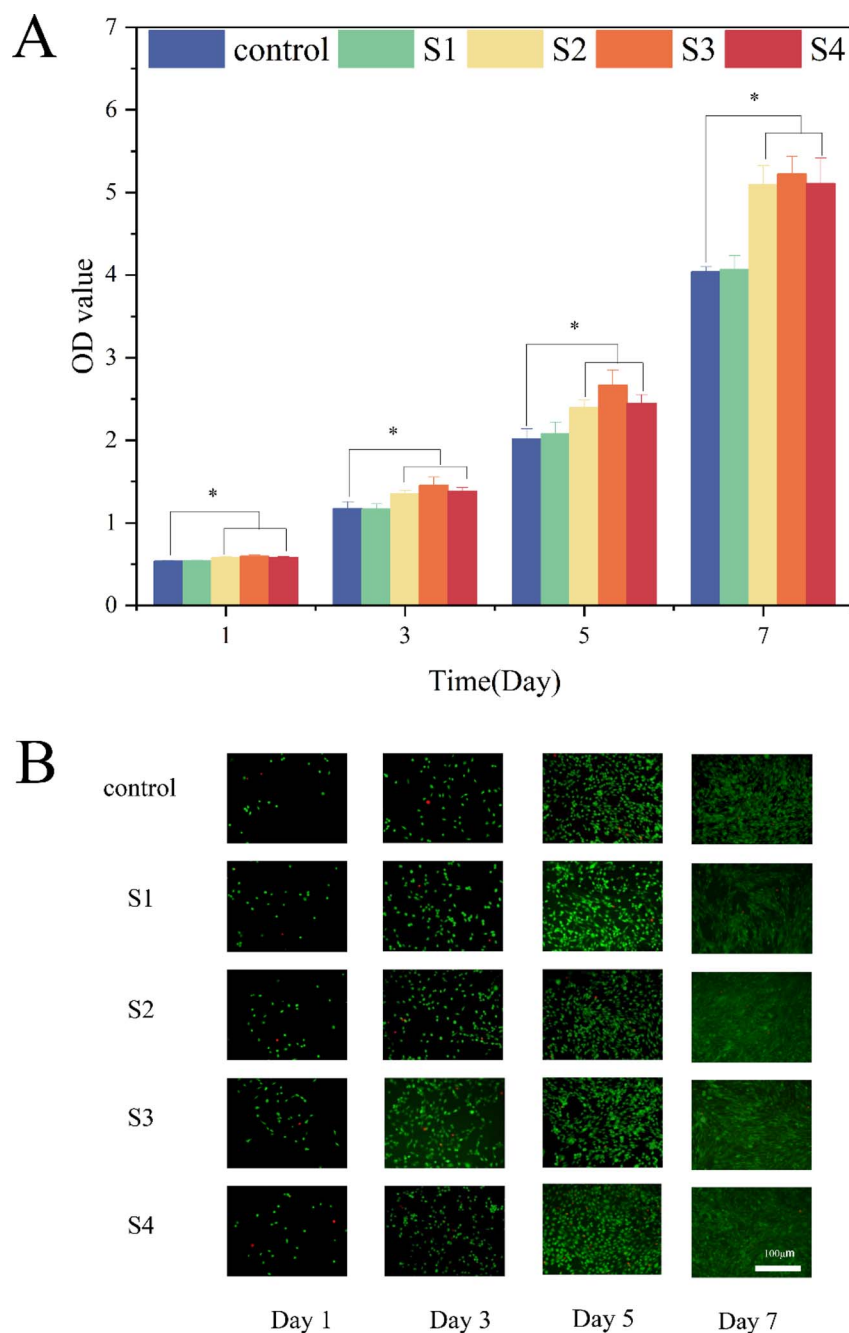 A
control S1 S2 S3 S4
7
6
5
4
3
2
1
0
OD value
*
*
*
*
1 3 5 7
Time(Day)
B
control
S1
S2
S3
S4
100μm
Day 1 Day 3 Day 5 Day 7